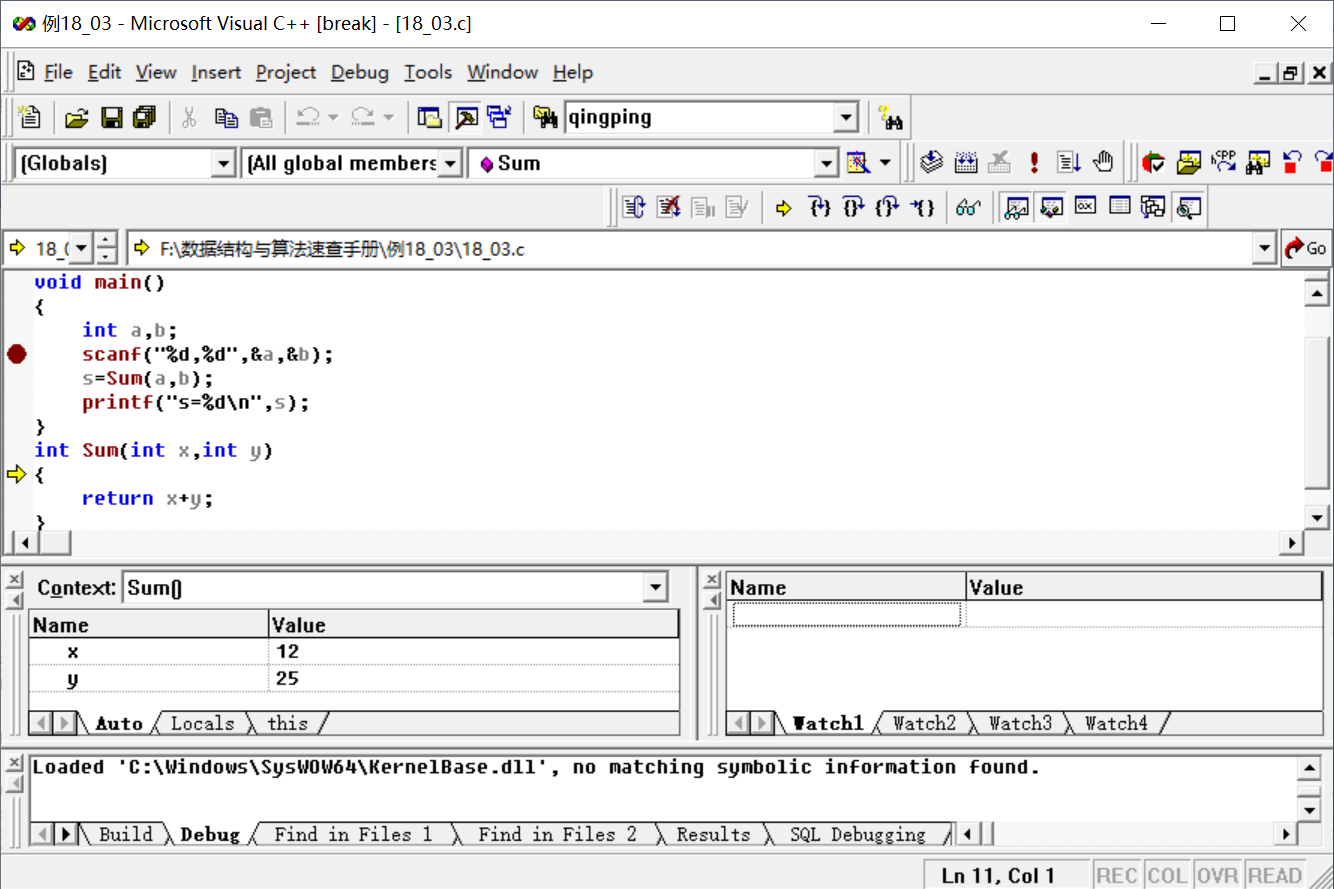 例18_03 - Microsoft Visual C++ [break] - [18_03.c]
File Edit View Insert Project Debug Tools Window Help
qingping
(Globals) (All global members Sum
18_( F:\数据结构与算法速查手册\例18_03\18_03.c Go
void main()
{
int a,b;
scanf("%d,%d",&a,&b);
s=Sum(a,b);
printf("s=%d\n",s);
}
int Sum(int x,int y)
{
return x+y;
}
Context: Sum() Name Value
Name Value
x 12
y 25
Auto Locals this Watch1 Watch2 Watch3 Watch4
Loaded 'C:\Windows\SysWOW64\KernelBase.dll', no matching symbolic information found.
Build Debug Find in Files 1 Find in Files 2 Results SQL Debugging
Ln 11, Col 1 REC COL OVR READ